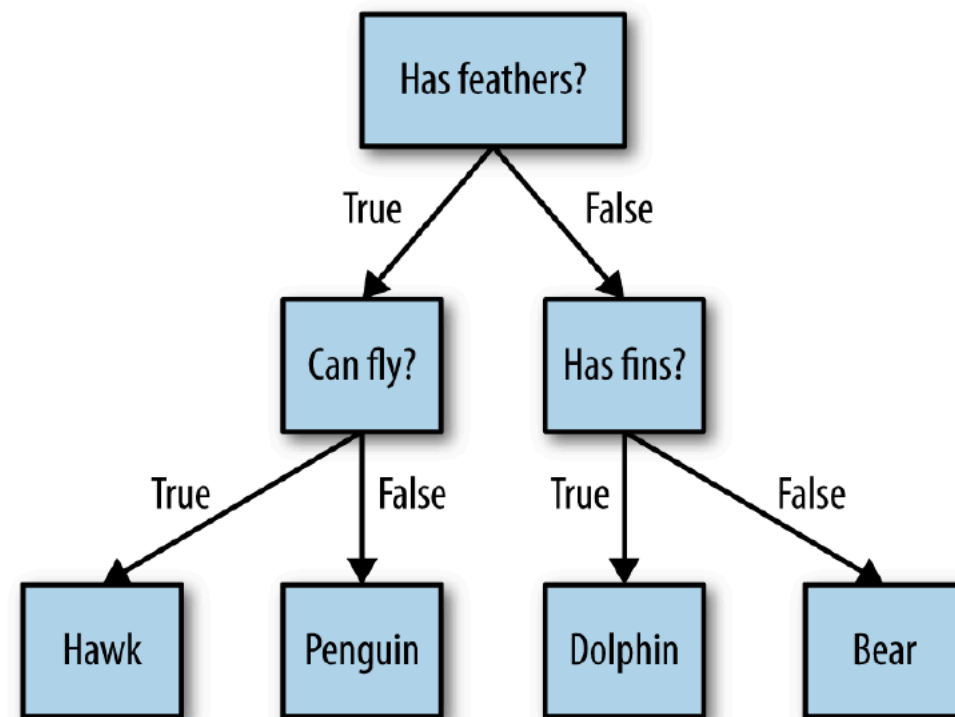 Has feathers?
True
False
Can fly?
Has fins?
True
False
True
False
Hawk
Penguin
Dolphin
Bear